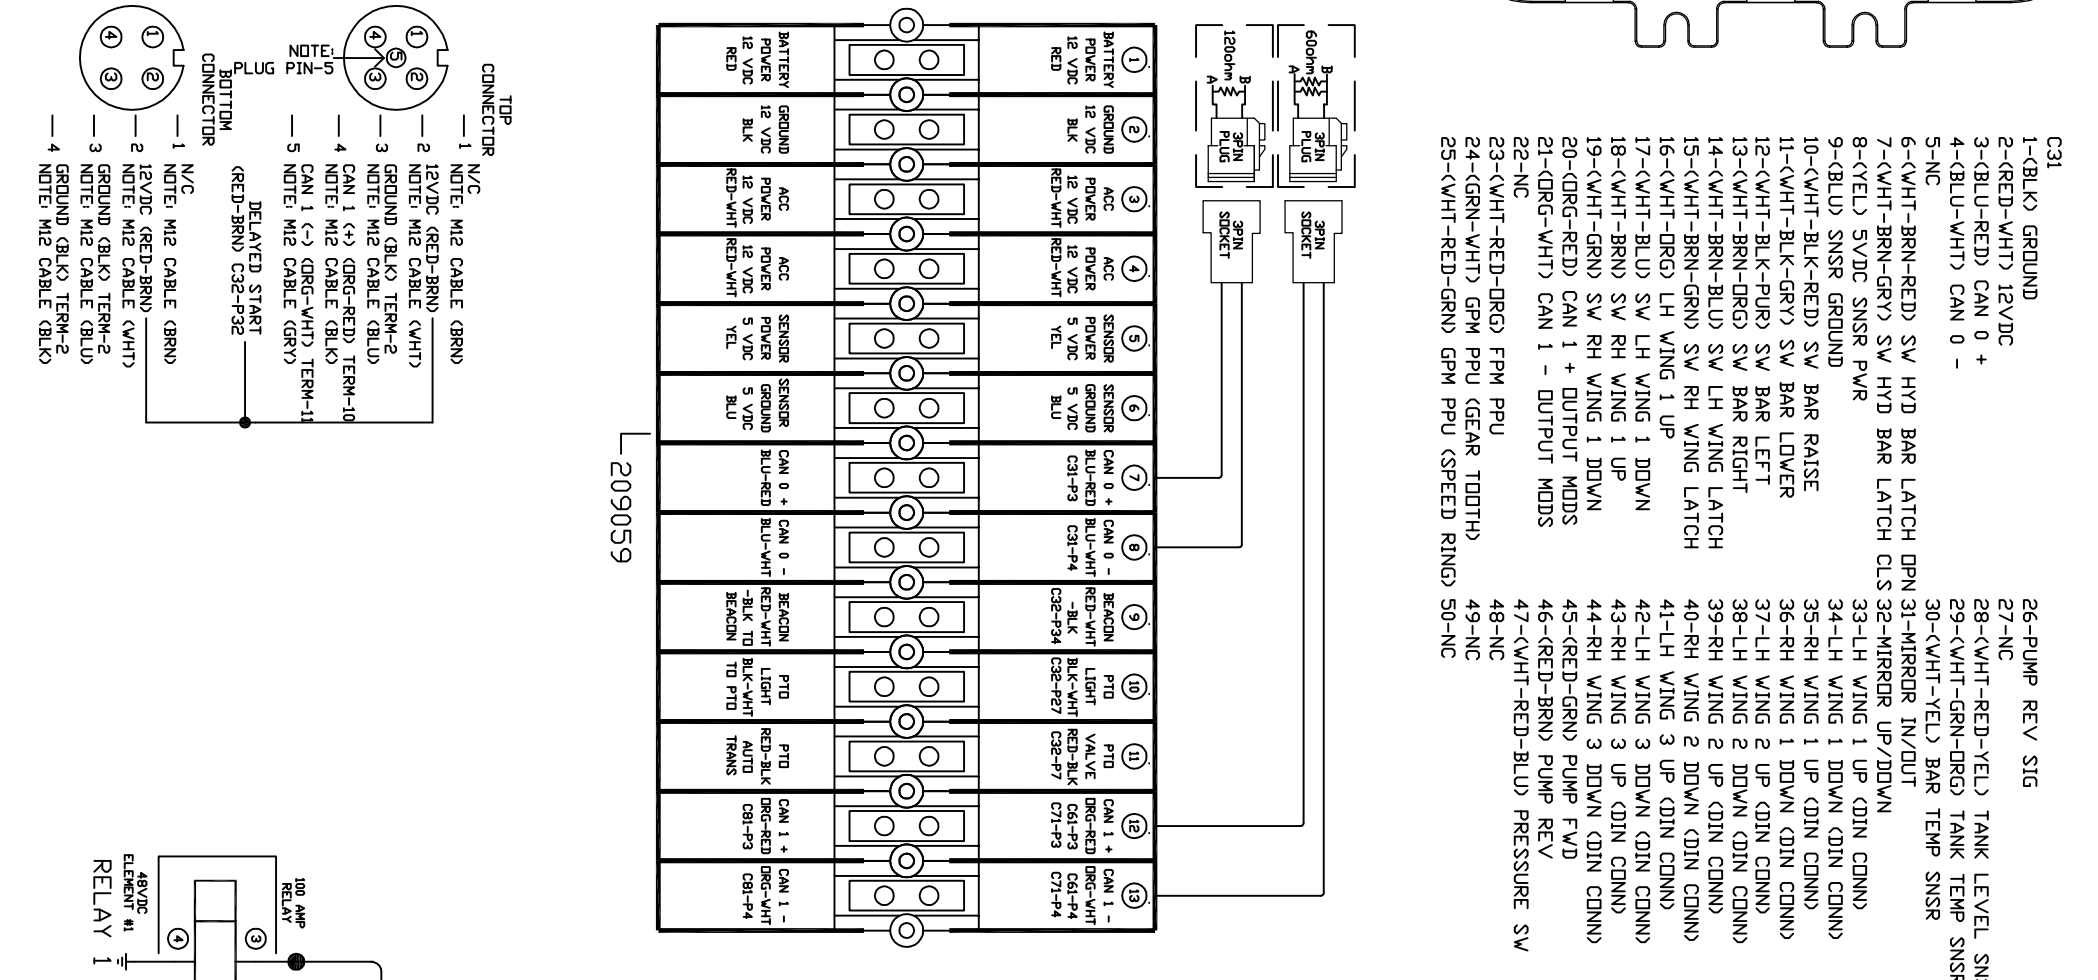 C31
1-(BLK) GROUND
2-(RED-WHT) 12VDC
3-(BLU-RED) CAN 0 +
4-(BLU-WHT) CAN 0 -
5-NC
6-(WHT-BRN-RED) SW HYD BAR LATCH OPN
7-(WHT-BRN-GRY) SW HYD BAR LATCH CLS
8-(YEL) 5VDC SNSR PWR
9-(BLU) SNSR GROUND
10-(WHT-BLK-RED) SW BAR RAISE
11-(WHT-BLK-GRY) SW BAR LOWER
12-(WHT-BLK-PUR) SW BAR LEFT
13-(WHT-BRN-ORG) SW BAR RIGHT
14-(WHT-BRN-BLU) SW LH WING LATCH
15-(WHT-BRN-GRN) SW RH WING LATCH
16-(WHT-ORG) LH WING 1 UP
17-(WHT-BLU) SW LH WING 1 DOWN
18-(WHT-BRN) SW RH WING 1 UP
19-(WHT-GRN) SW RH WING 1 DOWN
20-(ORG-RED) CAN 1 + OUTPUT MODS
21-(ORG-WHT) CAN 1 - OUTPUT MODS
22-NC
23-(WHT-RED-ORG) FPM PPU
24-(GRN-WHT) GPM PPU (GEAR TOOTH)
25-(WHT-RED-GRN) GPM PPU (SPEED RING)
26-PUMP REV SIG
27-NC
28-(WHT-RED-YEL) TANK LEVEL
29-(WHT-GRN-ORG) TANK TEMP SNSR
30-(WHT-YEL) BAR TEMP SNSR
31-MIRROR IN/OUT
32-MIRROR UP/DOWN
33-LH WING 1 UP (DIN CONN)
34-LH WING 1 DOWN (DIN CONN)
35-RH WING 1 UP (DIN CONN)
36-RH WING 1 DOWN (DIN CONN)
37-LH WING 2 UP (DIN CONN)
38-LH WING 2 DOWN (DIN CONN)
39-RH WING 2 UP (DIN CONN)
40-RH WING 2 DOWN (DIN CONN)
41-LH WING 3 UP (DIN CONN)
42-LH WING 3 DOWN (DIN CONN)
43-RH WING 3 UP (DIN CONN)
44-RH WING 3 DOWN (DIN CONN)
45-(RED-GRN) PUMP FWD
46-(RED-BRN) PUMP REV
47-(WHT-RED-BLU) PRESSURE SW
48-NC
49-NC
50-NC
60ohm
B
A
3PIN
PLUG
3PIN
SOCKET
120ohm
B
A
3PIN
PLUG
3PIN
SOCKET
1
BATTERY
POWER
12 VDC
RED
2
GROUND
12 VDC
BLK
3
ACC
POWER
12 VDC
RED-WHT
4
ACC
POWER
12 VDC
RED-WHT
5
SENSOR
POWER
5 VDC
YEL
6
SENSOR
GROUND
5 VDC
BLU
7
CAN 0 +
BLU-RED
C31-P3
8
CAN 0 -
BLU-WHT
C31-P4
9
BEACON
RED-WHT
-BLK
C32-P34
10
PTO
LIGHT
BLK-WHT
C32-P27
11
PTO
VALVE
RED-BLK
C32-P7
12
CAN 1 +
ORG-RED
C61-P3
C71-P3
13
CAN 1 -
ORG-WHT
C61-P4
C71-P4
BATTERY
POWER
12 VDC
RED
GROUND
12 VDC
BLK
ACC
POWER
12 VDC
RED-WHT
ACC
POWER
12 VDC
RED-WHT
SENSOR
POWER
5 VDC
YEL
SENSOR
GROUND
5 VDC
BLU
CAN 0 +
BLU-RED
CAN 0 -
BLU-WHT
BEACON
RED-WHT
-BLK TO
BEACON
PTO
LIGHT
BLK-WHT
TO PTO
PTO
RED-BLK
AUTO
TRANS
CAN 1 +
ORG-RED
C81-P3
CAN 1 -
ORG-WHT
C81-P4
209059
TOP
CONNECTOR
1
2
3
4
5
NOTE:
PLUG PIN-5
1 N/C
NOTE: M12 CABLE (BRN)
2 12VDC (RED-BRN)
NOTE: M12 CABLE (WHT)
3 GROUND (BLK) TERM-2
NOTE: M12 CABLE (BLU)
4 CAN 1 (+) (ORG-RED) TERM-10
NOTE: M12 CABLE (BLK)
5 CAN 1 (-) (ORG-WHT) TERM-11
NOTE: M12 CABLE (GRY)
DELAYED START
(RED-BRN) C32-P32
BOTTOM
CONNECTOR
1
2
3
4
1 N/C
NOTE: M12 CABLE (BRN)
2 12VDC (RED-BRN)
NOTE: M12 CABLE (WHT)
3 GROUND (BLK) TERM-2
NOTE: M12 CABLE (BLU)
4 GROUND (BLK) TERM-2
NOTE: M12 CABLE (BLK)
100 AMP
RELAY
3
4
48VDC
ELEMENT #1
RELAY 1